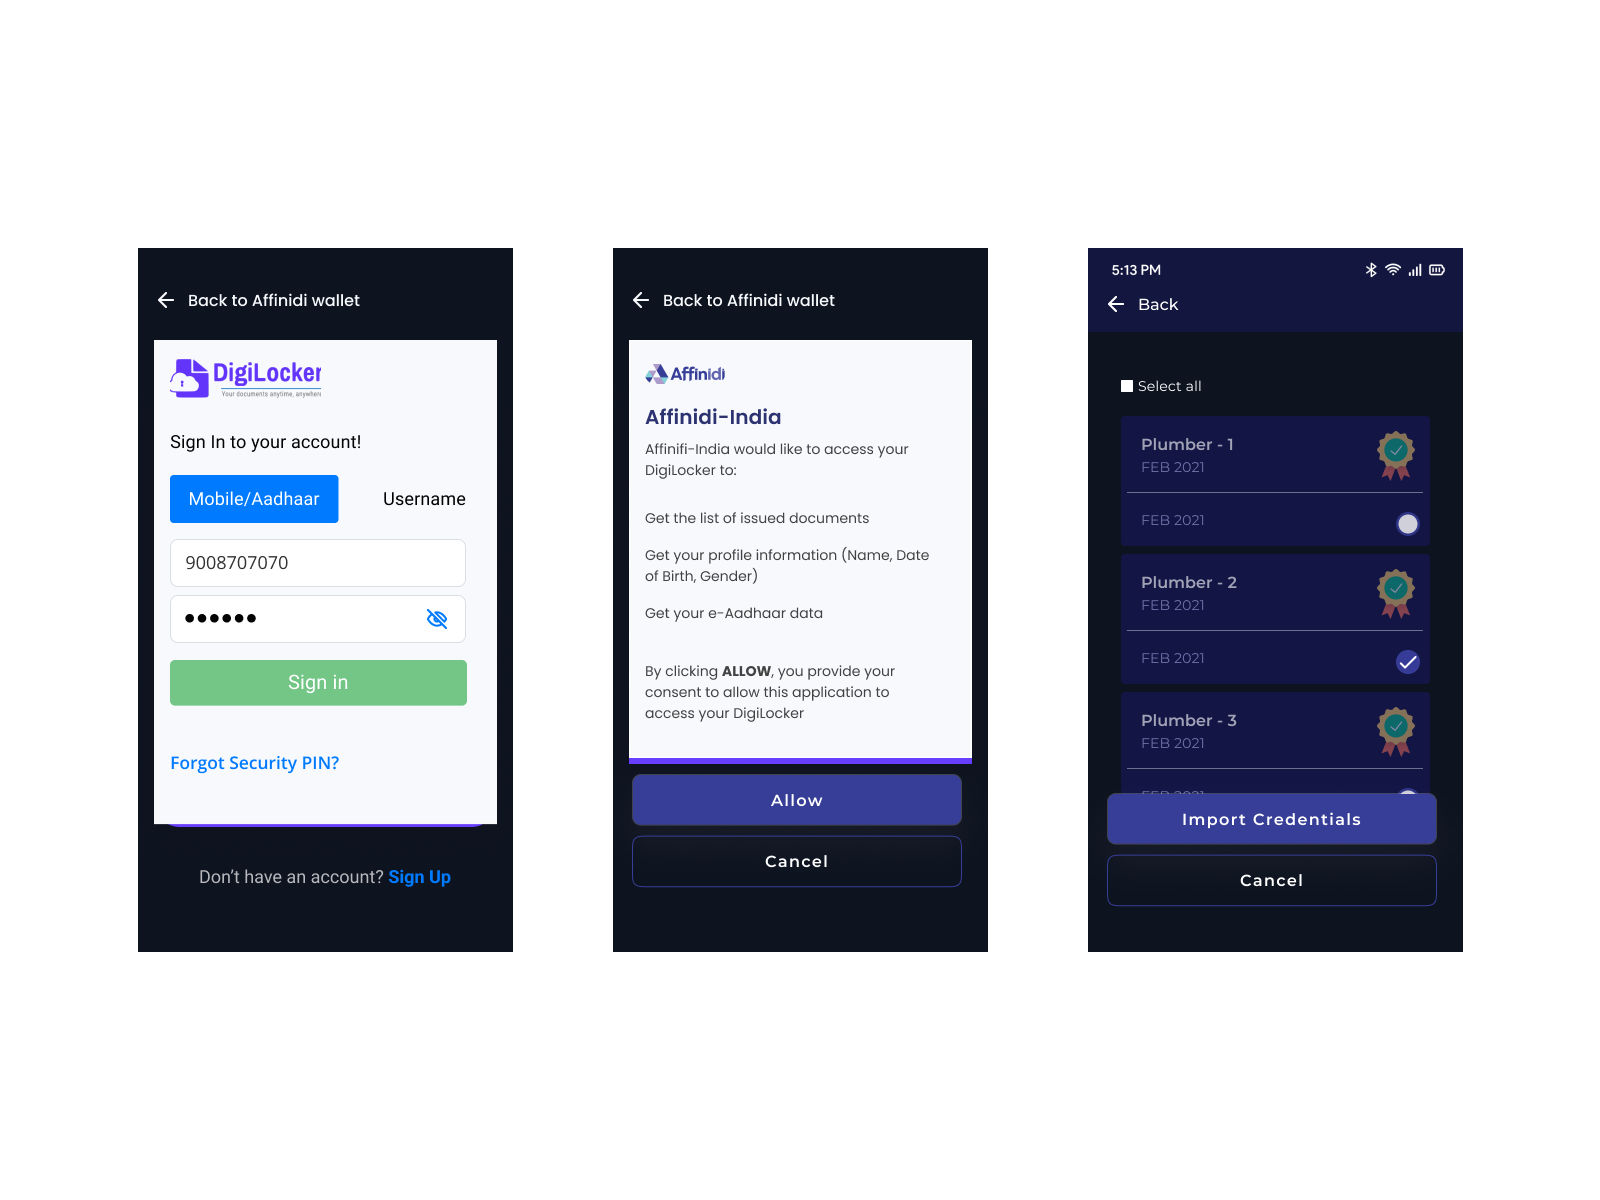 Back to Affinidi wallet
DigiLocker
Your documents anytime, anywhere
Sign In to your account!
Mobile/Aadhaar
Username
9008707070
Sign in
Forgot Security PIN?
Don't have an account? Sign Up
Back to Affinidi wallet
Affinidi
Affinidi-India
Affinifi-India would like to access your
DigiLocker to:
Get the list of issued documents
Get your profile information (Name, Date
of Birth, Gender)
Get your e-Aadhaar data
By clicking ALLOW, you provide your
consent to allow this application to
access your DigiLocker
Allow
Cancel
5:13 PM
Back
Select all
Plumber - 1
FEB 2021
FEB 2021
Plumber - 2
FEB 2021
FEB 2021
Plumber - 3
FEB 2021
FEB 2021
Import Credentials
Cancel